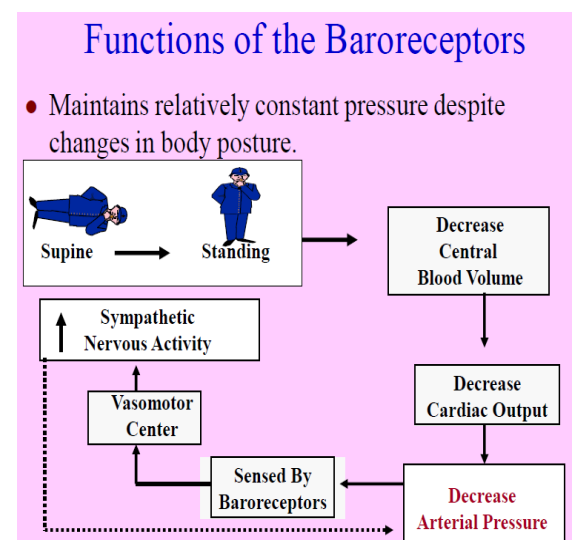 Functions of the Baroreceptors
• Maintains relatively constant pressure despite
changes in body posture.
Supine
Standing
Decrease
Central
Blood Volume
Decrease
Cardiac Output
Decrease
Arterial Pressure
Sensed By
Baroreceptors
Vasomotor
Center
Sympathetic
Nervous Activity